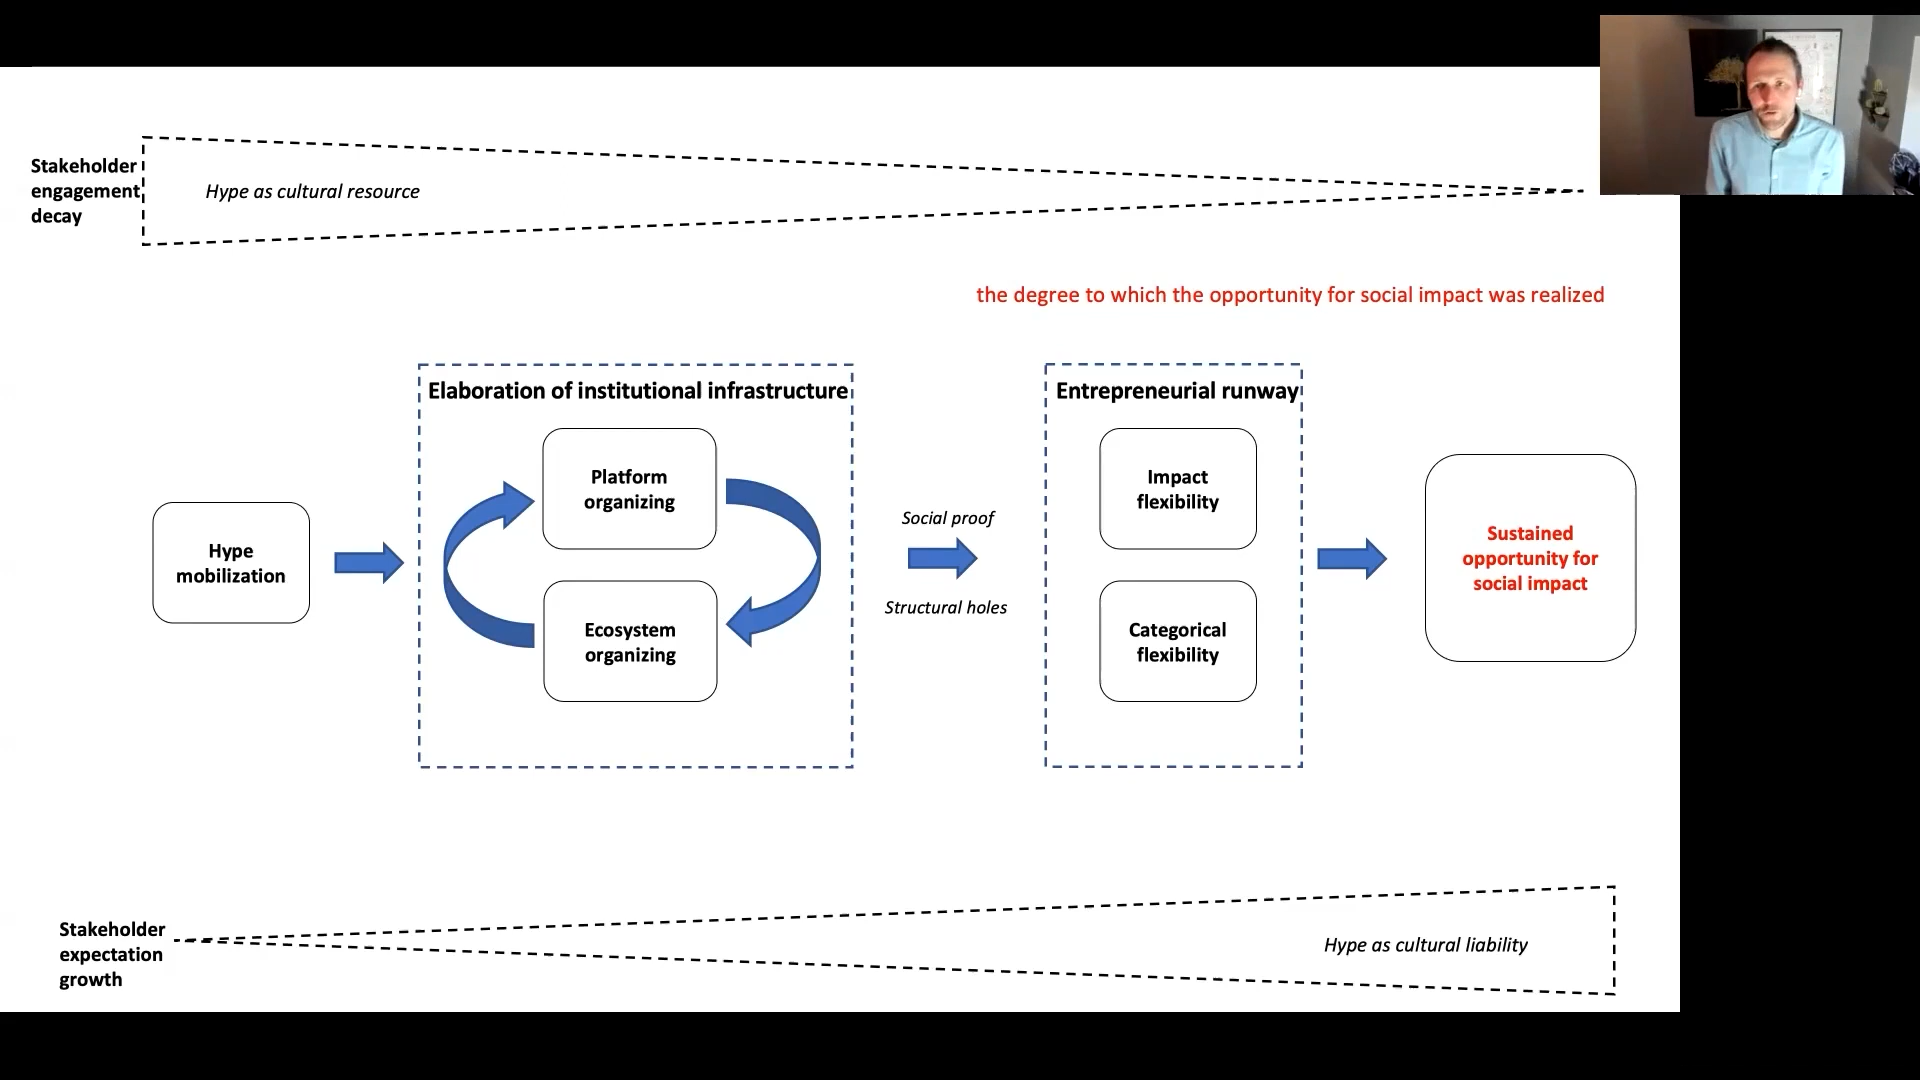 Stakeholder
engagement
decay
Hype as cultural resource
the degree to which the opportunity for social impact was realized
Elaboration of institutional infrastructure
Entrepreneurial runway
Platform
organizing
Impact
flexibility
Hype
mobilization
Social proof
Structural holes
Sustained
opportunity for
social impact
Ecosystem
organizing
Categorical
flexibility
Stakeholder
expectation
growth
Hype as cultural liability